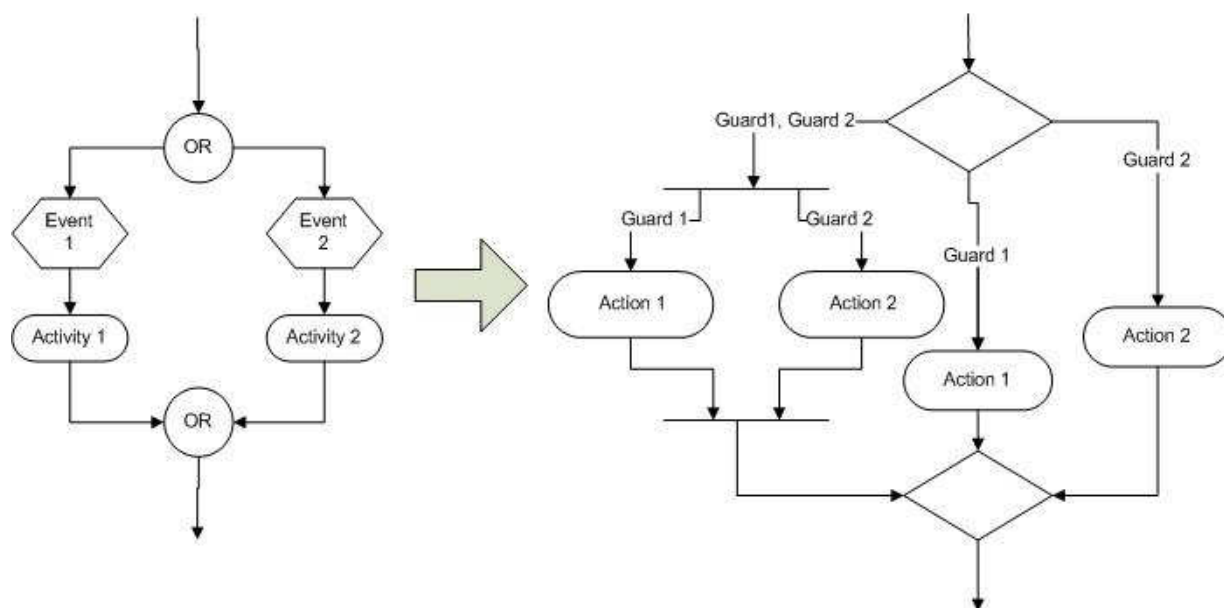 OR
Event
1
Event
2
Activity 1
Activity 2
OR
Guard1, Guard 2
Guard 2
Guard 1
Guard 2
Guard 1
Action 1
Action 2
Action 2
Action 1